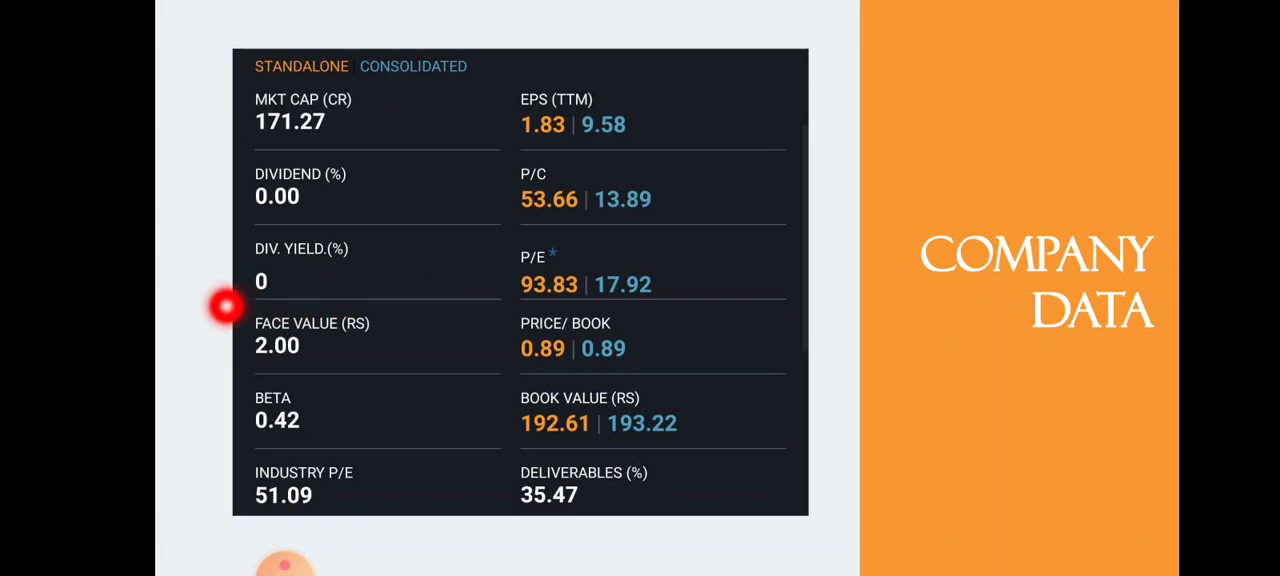 STANDALONE | CONSOLIDATED
MKT CAP (CR)
171.27
EPS (TTM)
1.83 | 9.58
DIVIDEND (%)
0.00
P/C
53.66 | 13.89
DIV. YIELD.(%)
0
P/E *
93.83 | 17.92
FACE VALUE (RS)
2.00
PRICE/ BOOK
0.89 | 0.89
BETA
0.42
BOOK VALUE (RS)
192.61 | 193.22
INDUSTRY P/E
51.09
DELIVERABLES (%)
35.47
COMPANY
DATA